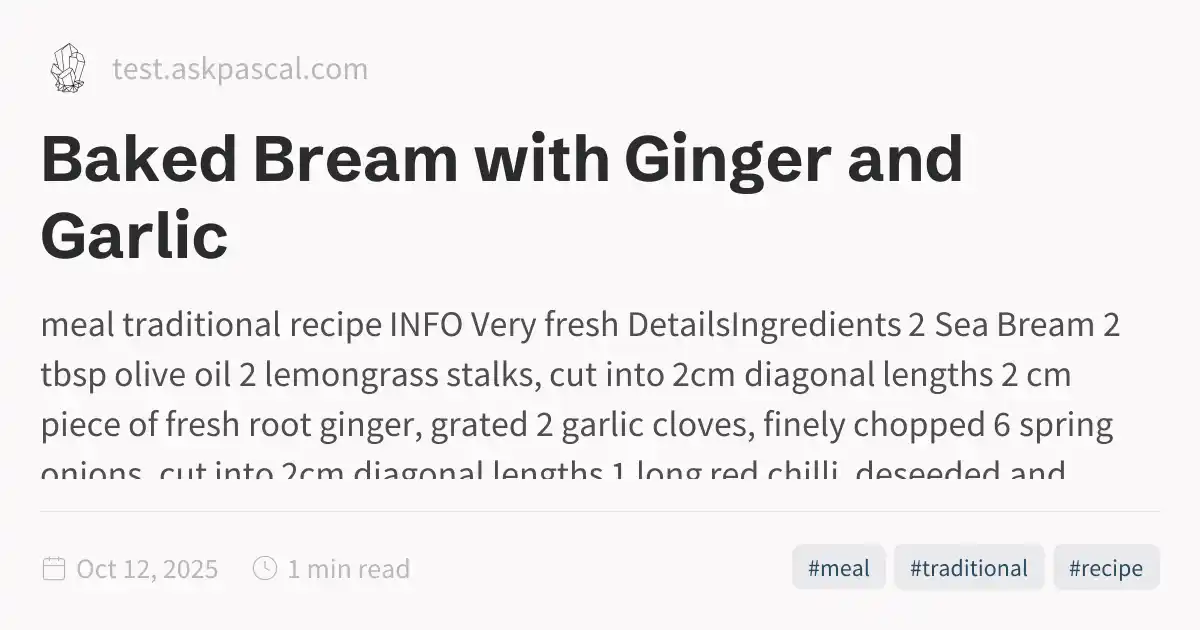 test.askpascal.com
Baked Bream with Ginger and
Garlic
meal traditional recipe INFO Very fresh DetailsIngredients 2 Sea Bream 2
tbsp olive oil 2 lemongrass stalks, cut into 2cm diagonal lengths 2 cm
piece of fresh root ginger, grated 2 garlic cloves, finely chopped 6 spring
onions, cut into 2cm diagonal lengths 1 long red chilli, deseeded and
Oct 12, 2025
1 min read
#meal
#traditional
#recipe